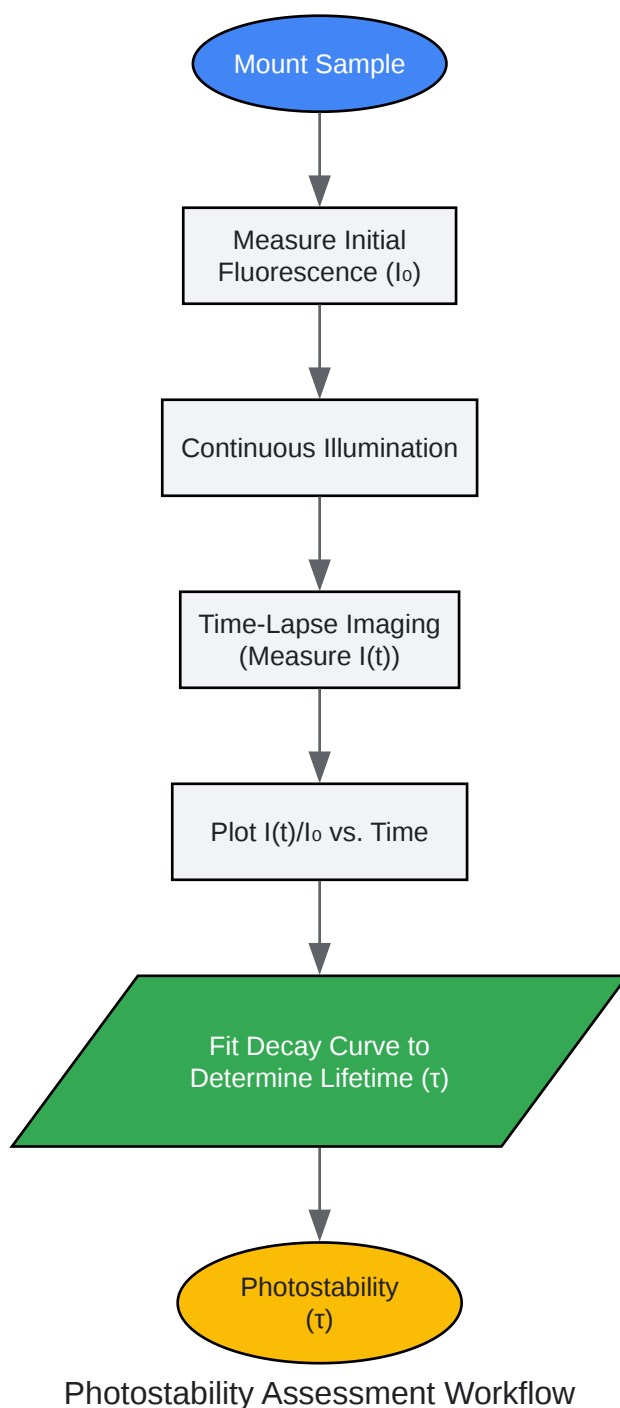 Mount Sample
Measure Initial
Fluorescence (I₀)
Continuous Illumination
Time-Lapse Imaging
(Measure I(t))
Plot I(t)/I₀ vs. Time
Fit Decay Curve to
Determine Lifetime (τ)
Photostability
(τ)
Photostability Assessment Workflow